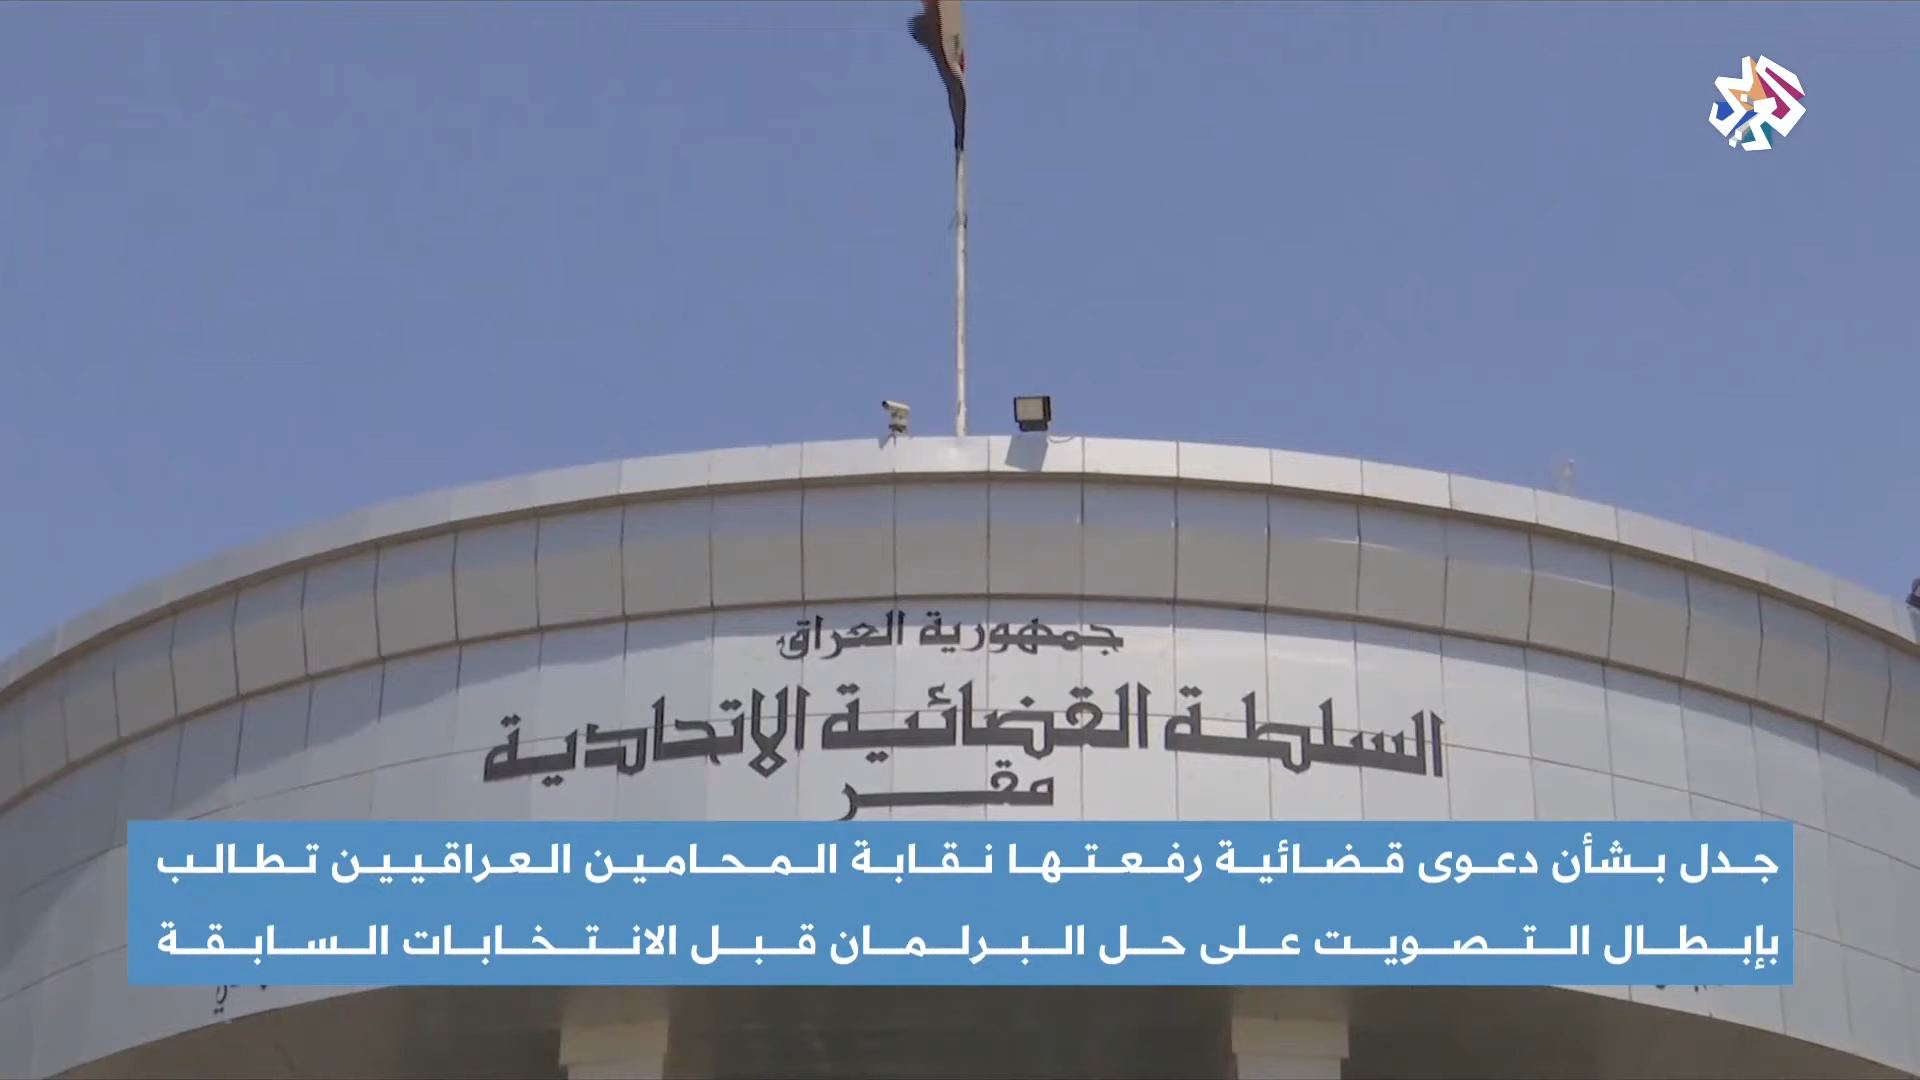 جمهورية العراق
السلطة القضائية الاتحادية
مقر
جدل بشأن دعوى قضائية رفعتها نقابة المحامين العراقيين تطالب
بإبطال التصويت على حل البرلمان قبل الانتخابات السابقة